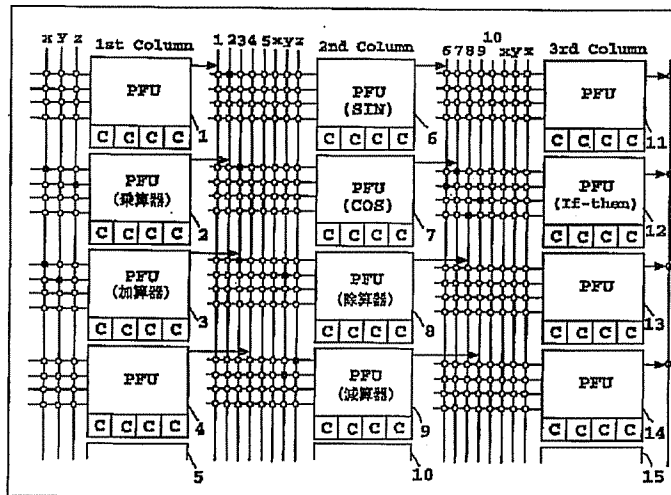 10
x y z 1st Column 1 2 3 4 5 x y z 2nd Column 6 7 8 9 x y z 3rd Column
PFU PFU (SIN) PFU
C C C C 1 C C C C 6 C C C C 11
PFU (乗算器) PFU (COS) PFU (If-then)
C C C C 2 C C C C 7 C C C C 12
PFU (加算器) PFU (除算器) PFU
C C C C 3 C C C C 8 C C C C 13
PFU PFU (減算器) PFU
C C C C 4 C C C C 9 C C C C 14
5 10 15